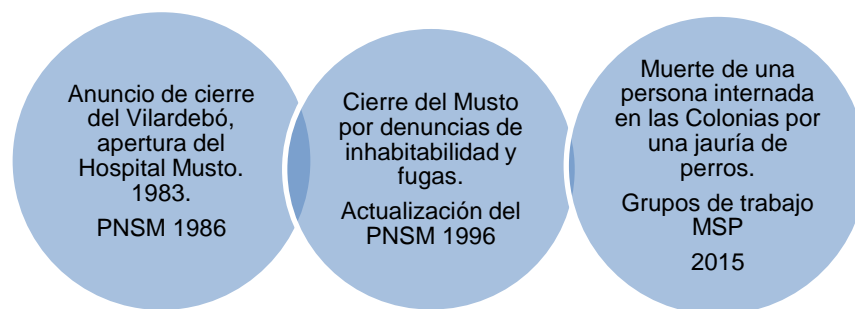 Anuncio de cierre
del Vilardebó,
apertura del
Hospital Musto.
1983.
PNSM 1986
Cierre del Musto
por denuncias de
inhabitabilidad y
fugas.
Actualización del
PNSM 1996
Muerte de una
persona internada
en las Colonias por
una jauría de
perros.
Grupos de trabajo
MSP
2015